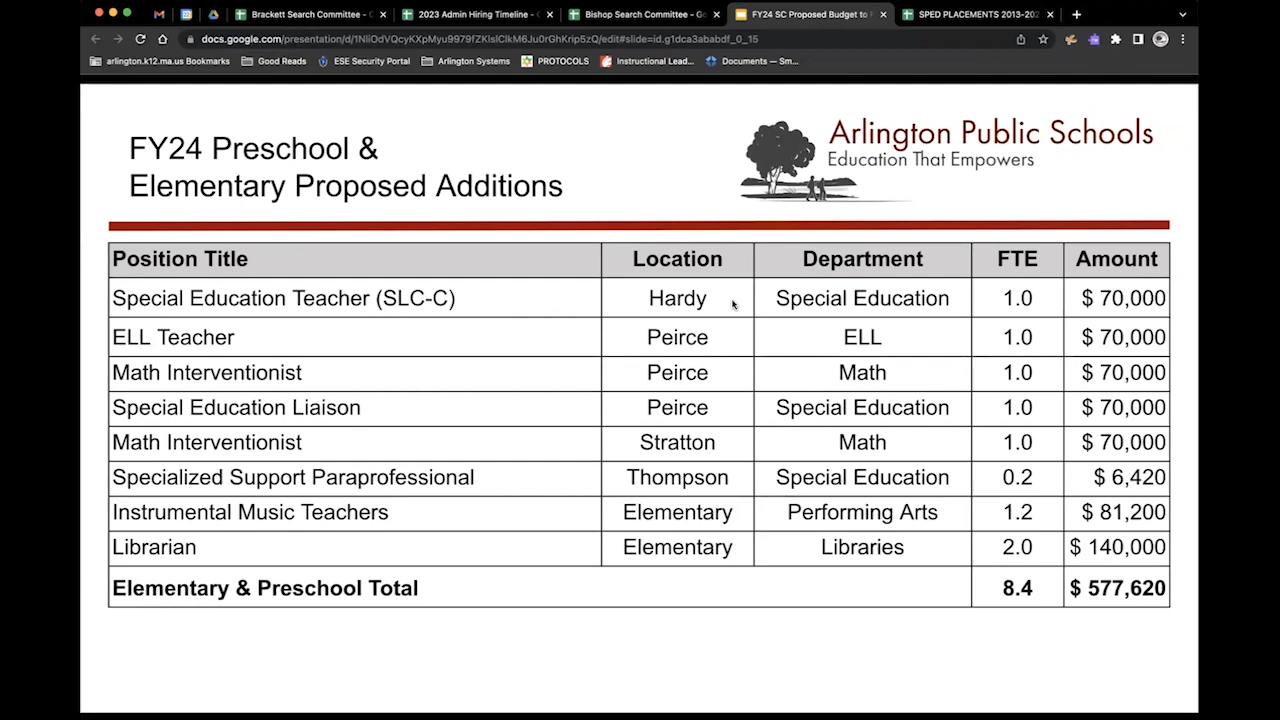 Brackett Search Committee - G
2023 Admin Hiring Timeline - G
Bishop Search Committee - Go
FY24 SC Proposed Budget to F
SPED PLACEMENTS 2013-202
docs.google.com/presentation/d/1NliOdVQcyKXpMyu9979fZKlslClkM6Ju0rGhKrip5zQ/edit#slide=id.g1dca3ababdf_0_15
arlington.k12.ma.us Bookmarks
Good Reads
ESE Security Portal
Arlington Systems
PROTOCOLS
Instructional Lead...
Documents — Sm...
FY24 Preschool &
Elementary Proposed Additions
Arlington Public Schools
Education That Empowers
Position Title Location Department FTE Amount
Special Education Teacher (SLC-C) Hardy Special Education 1.0 $ 70,000
ELL Teacher Peirce ELL 1.0 $ 70,000
Math Interventionist Peirce Math 1.0 $ 70,000
Special Education Liaison Peirce Special Education 1.0 $ 70,000
Math Interventionist Stratton Math 1.0 $ 70,000
Specialized Support Paraprofessional Thompson Special Education 0.2 $ 6,420
Instrumental Music Teachers Elementary Performing Arts 1.2 $ 81,200
Librarian Elementary Libraries 2.0 $ 140,000
Elementary & Preschool Total 8.4 $ 577,620